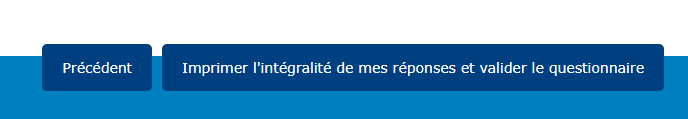 Précédent
Imprimer l'intégralité de mes réponses et valider le questionnaire